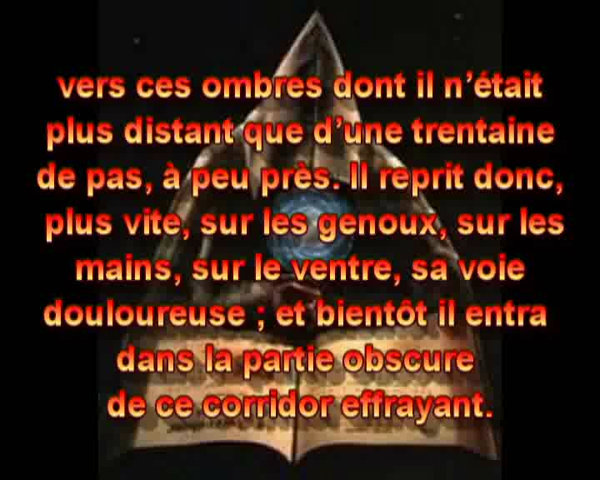 vers ces ombres dont il n’était
plus distant que d’une trentaine
de pas, à peu près. Il reprit donc,
plus vite, sur les genoux, sur les
mains, sur le ventre, sa voie
douloureuse ; et bientôt il entra
dans la partie obscure
de ce corridor effrayant.